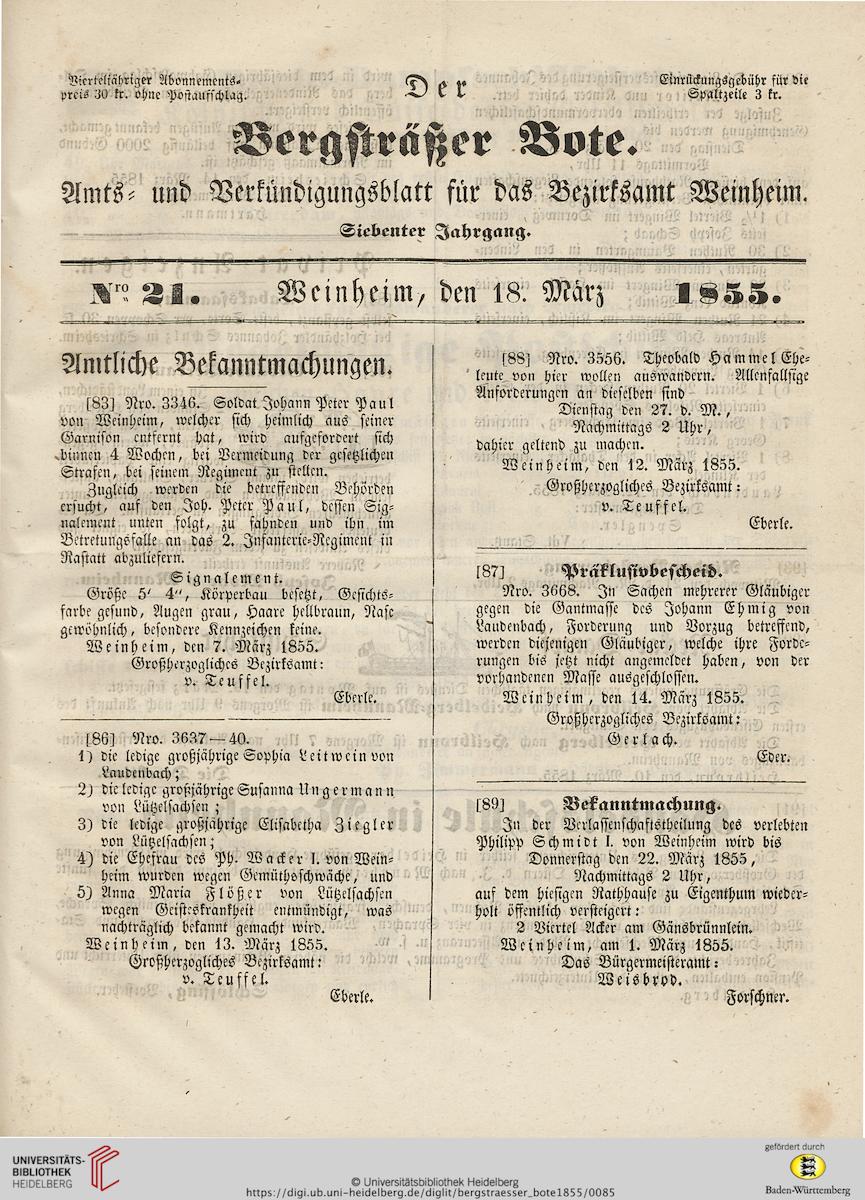 Vierteljähriger Abonnements-
preis 30 kr. ohne Postaufschlag.
Der
Einrückungsgebühr für die
Spaltzeile 3 kr.
Bergsträßer Bote.
Amts- und Verkündigungsblatt für das Bezirksamt Weinheim.
Siebenter Jahrgang.
Nro 21. Weinheim, den 18. März 1855.
Amtliche Bekanntmachungen.
[83] Nro. 3346. Soldat Johann Peter Paul
von Weinheim, welcher sich heimlich aus seiner
Garnison entfernt hat, wird aufgefordert sich
binnen 4 Wochen, bei Vermeidung der gesetzlichen
Strafen, bei seinem Regiment zu stellen.
Zugleich werden die betreffenden Behörden
ersucht, auf den Joh. Peter Paul, dessen Sig-
nalement unten folgt, zu fahnden und ihn im
Betretungsfalle an das 2. Infanterie-Regiment in
Rastatt abzuliefern.
Signalement.
Größe 5' 4'', Körperbau besetzt, Gesichts-
farbe gesund, Augen grau, Haare hellbraun, Nase
gewöhnlich, besondere Kennzeichen keine.
Weinheim, den 7. März 1855.
Großherzogliches Bezirksamt:
v. Teuffel.
Eberle.
[86] Nro. 3637—40.
1) die ledige großjährige Sophia Leitwein von
Laudenbach;
2) die ledige großjährige Susanna Ungermann
von Lützelsachsen;
3) die ledige großjährige Elisabetha Ziegler
von Lützelsachsen;
4) die Ehefrau des Ph. Wacker I. von Wein-
heim wurden wegen Gemüthsschwäche, und
5) Anna Maria Flößer von Lützelsachsen
wegen Geisteskrankheit entmündigt, was
nachträglich bekannt gemacht wird.
Weinheim, den 13. März 1855.
Großherzogliches Bezirksamt:
v. Teuffel.
Eberle.
[88] Nro. 3556. Theobald Hammel Ehe-
leute von hier wollen auswandern. Allenfallsige
Anforderungen an dieselben sind
Dienstag den 27. d. M.,
Nachmittags 2 Uhr,
dahier geltend zu machen.
Weinheim, den 12. März 1855.
Großherzogliches Bezirksamt:
v. Teuffel.
Eberle.
[87] Präklusivbescheid.
Nro. 3668. In Sachen mehrerer Gläubiger
gegen die Gantmasse des Johann Ehmig von
Laudenbach, Forderung und Vorzug betreffend,
werden diejenigen Gläubiger, welche ihre Forde-
rungen bis jetzt nicht angemeldet haben, von der
vorhandenen Masse ausgeschlossen.
Weinheim, den 14. März 1855.
Großherzogliches Bezirksamt:
Gerlach.
Eder.
[89] Bekanntmachung.
In der Verlassenschaftstheilung des verlebten
Philipp Schmidt I. von Weinheim wird bis
Donnerstag den 22. März 1855,
Nachmittags 2 Uhr,
auf dem hiesigen Rathhause zu Eigenthum wieder-
holt öffentlich versteigert:
2 Viertel Acker am Gänsbrünnlein.
Weinheim, am 1. März 1855.
Das Bürgermeisteramt:
Weisbrod.
Forschner.
UNIVERSITÄTS-
BIBLIOTHEK
HEIDELBERG
© Universitätsbibliothek Heidelberg
https://digi.ub.uni-heidelberg.de/diglit/bergstraesser_bote1855/0085
gefördert durch
Baden-Württemberg